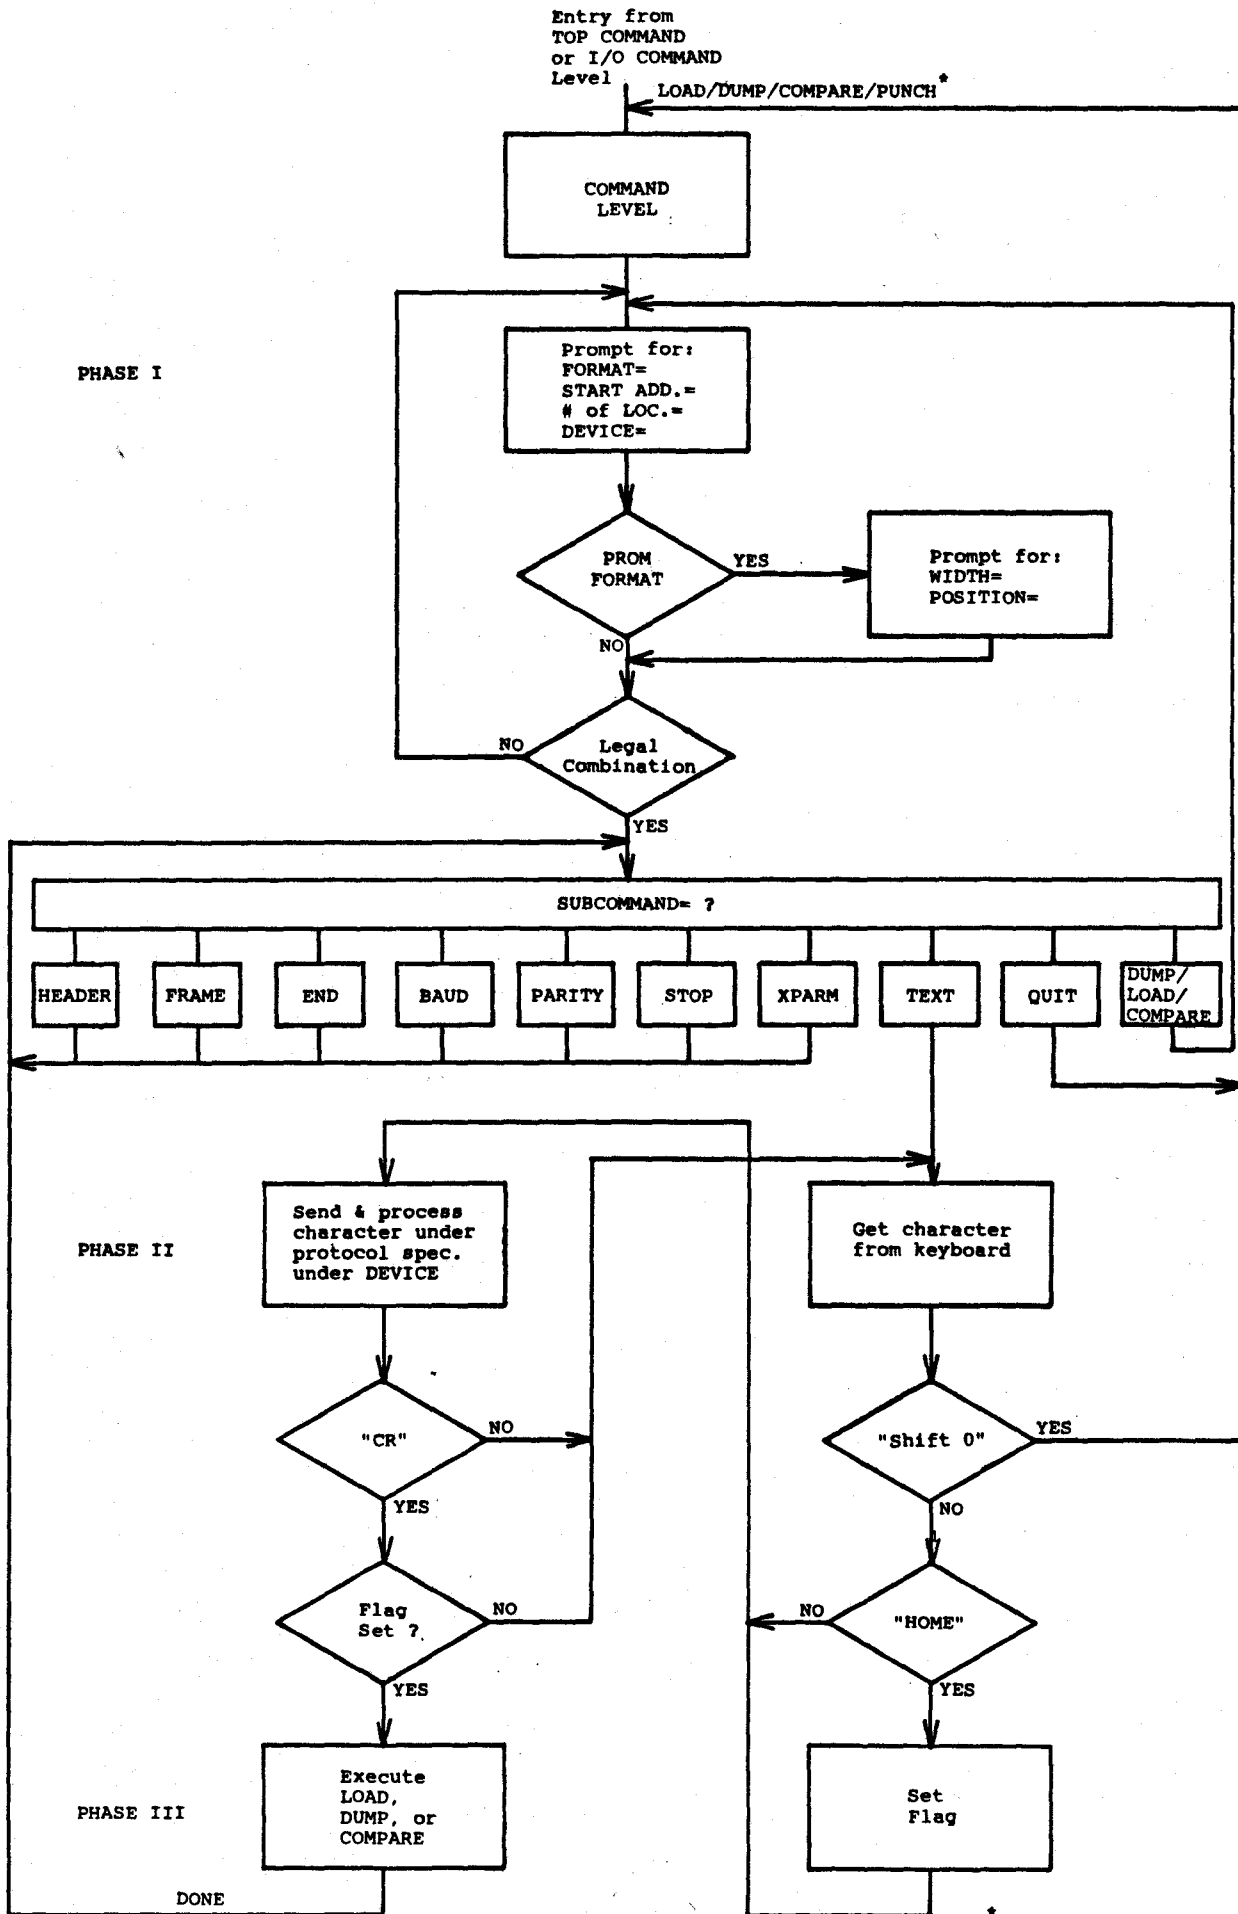 Entry from
TOP COMMAND
or I/O COMMAND
Level
LOAD/DUMP/COMPARE/PUNCH*
COMMAND
LEVEL
PHASE I
Prompt for:
FORMAT=
START ADD.=
# of LOC.=
DEVICE=
PROM
FORMAT
YES
Prompt for:
WIDTH=
POSITION=
NO
Legal
Combination
NO
YES
SUBCOMMAND= ?
HEADER
FRAME
END
BAUD
PARITY
STOP
XPARM
TEXT
QUIT
DUMP/
LOAD/
COMPARE
PHASE II
Send & process
character under
protocol spec.
under DEVICE
Get character
from keyboard
"CR"
NO
YES
"Shift 0"
YES
NO
Flag
Set ?
NO
YES
"HOME"
NO
YES
PHASE III
Execute
LOAD,
DUMP, or
COMPARE
Set
Flag
DONE
*